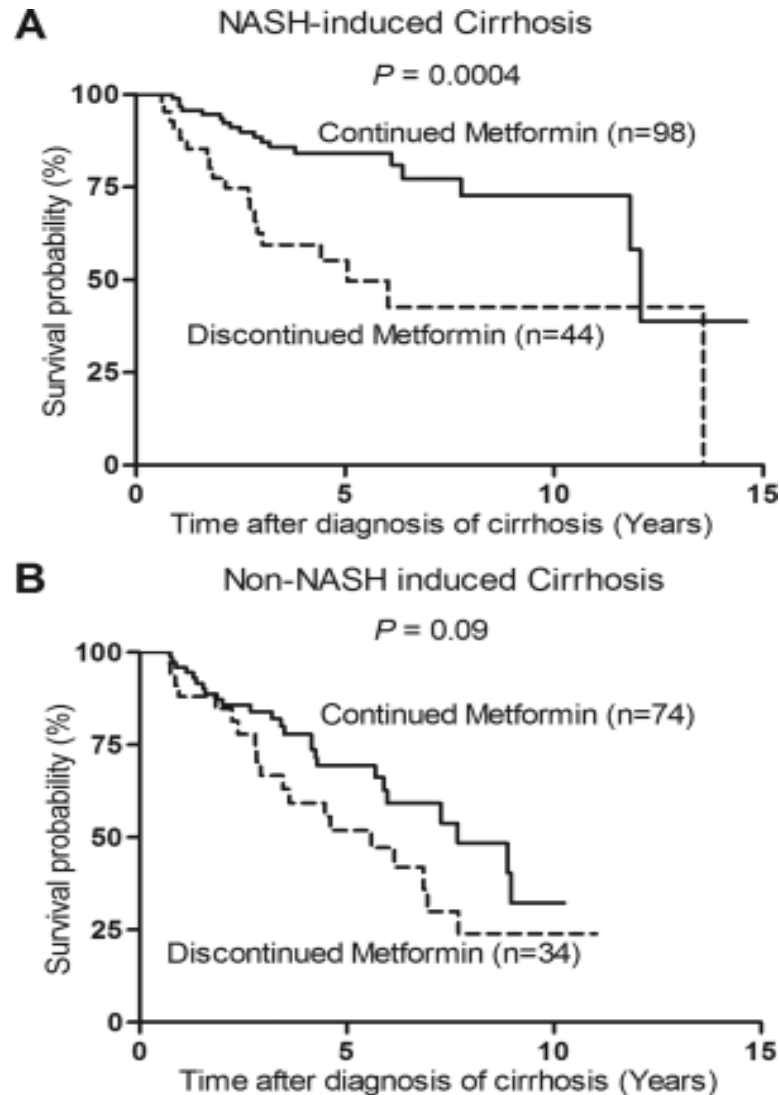 A
NASH-induced Cirrhosis
P = 0.0004
Survival probability (%)
100
75
50
25
0
Continued Metformin (n=98)
Discontinued Metformin (n=44)
0 5 10 15
Time after diagnosis of cirrhosis (Years)
B
Non-NASH induced Cirrhosis
P = 0.09
Survival probability (%)
100
75
50
25
0
Continued Metformin (n=74)
Discontinued Metformin (n=34)
0 5 10 15
Time after diagnosis of cirrhosis (Years)